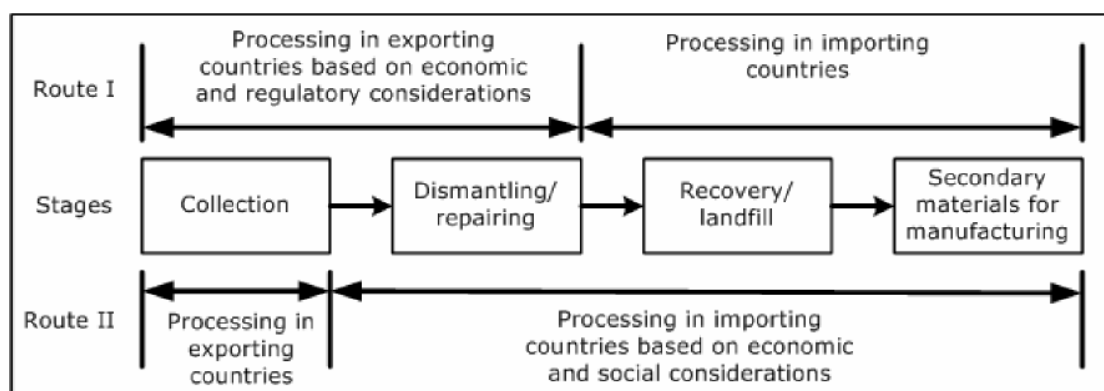 Processing in exporting
countries based on economic
and regulatory considerations
Processing in importing
countries
Route I
Stages
Collection
Dismantling/
repairing
Recovery/
landfill
Secondary
materials for
manufacturing
Route II
Processing in
exporting
countries
Processing in importing
countries based on economic
and social considerations